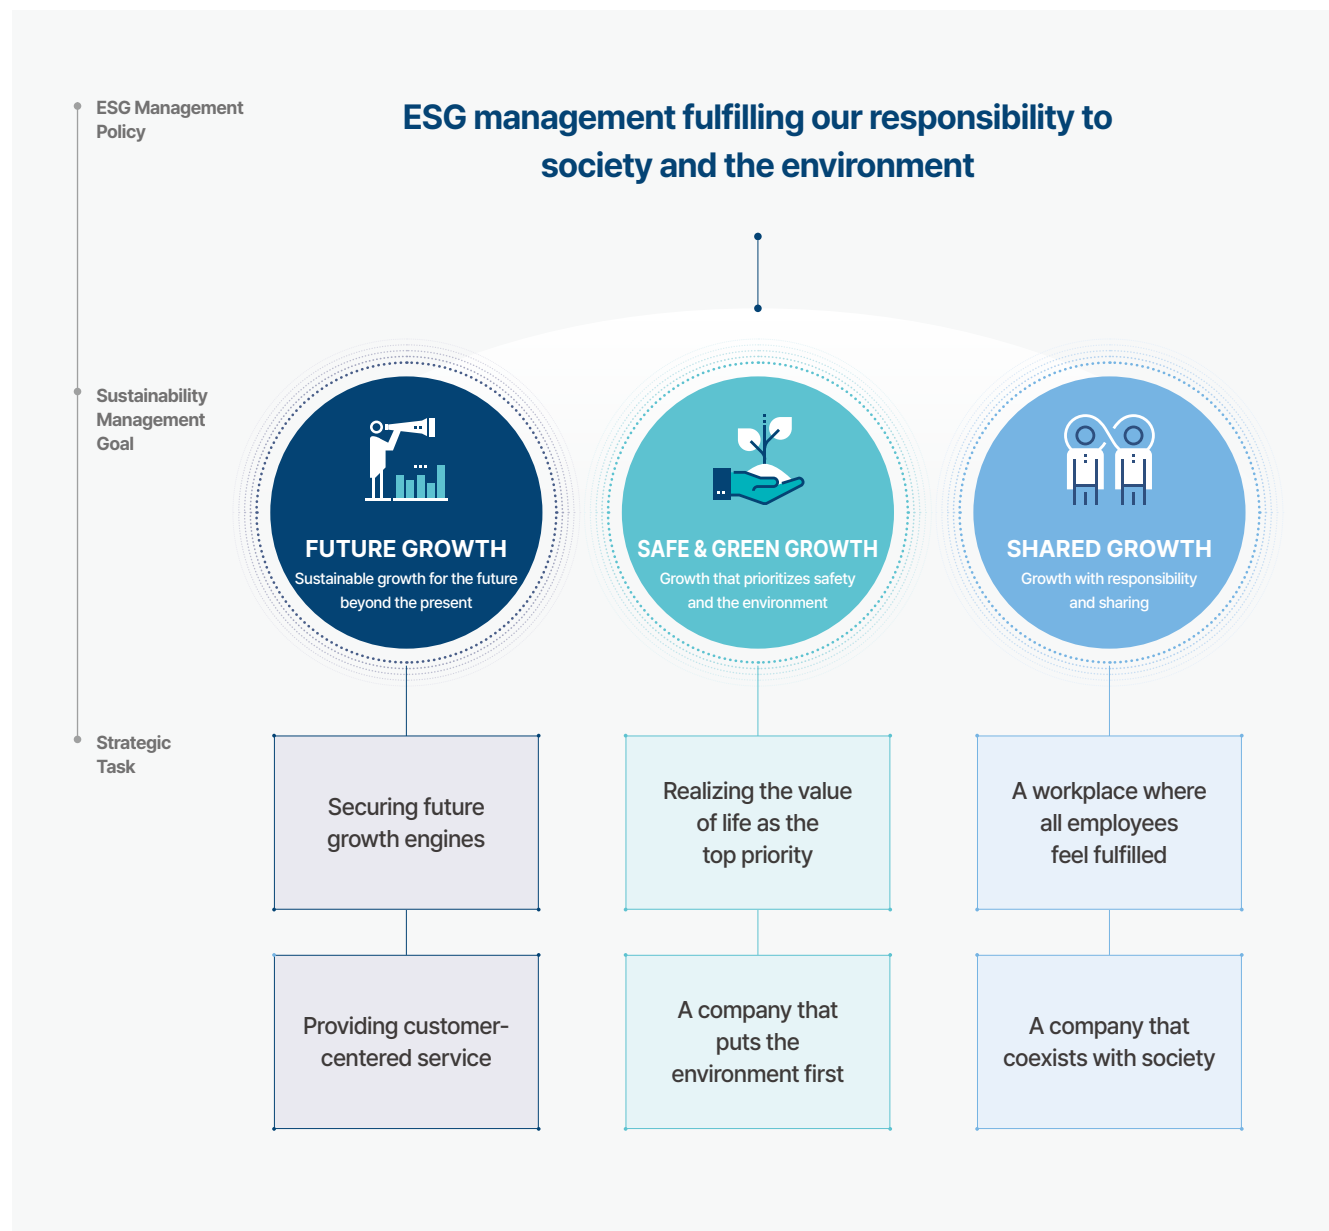 ESG Management
Policy
ESG management fulfilling our responsibility to
society and the environment
Sustainability
Management
Goal
FUTURE GROWTH
Sustainable growth for the future
beyond the present
SAFE & GREEN GROWTH
Growth that prioritizes safety
and the environment
SHARED GROWTH
Growth with responsibility
and sharing
Strategic
Task
Securing future
growth engines
Realizing the value
of life as the
top priority
A workplace where
all employees
feel fulfilled
Providing customer-
centered service
A company that
puts the
environment first
A company that
coexists with society